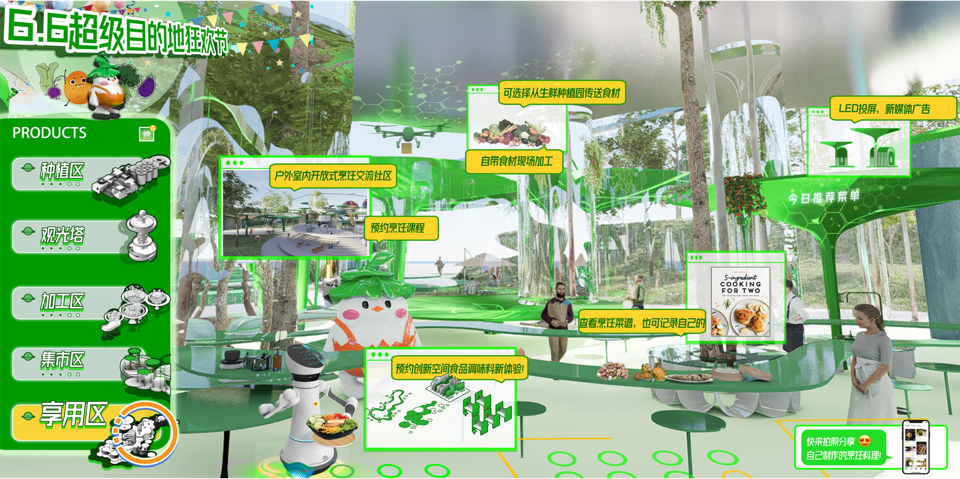 6.6超级目的地狂欢节
PRODUCTS
种植区
观光塔
加工区
集市区
享用区
可选择从生鲜种植园传送食材
自带食材现场加工
LED投屏，新媒体广告
户外室内开放式烹饪交流社区
预约烹饪课程
今日推荐菜单
5-ingredient
COOKING
FOR TWO
查看烹饪菜谱，也可记录自己的
预约创新空间食品调味料新体验!
快来拍照分享 😍
自己制作的烹饪料理!